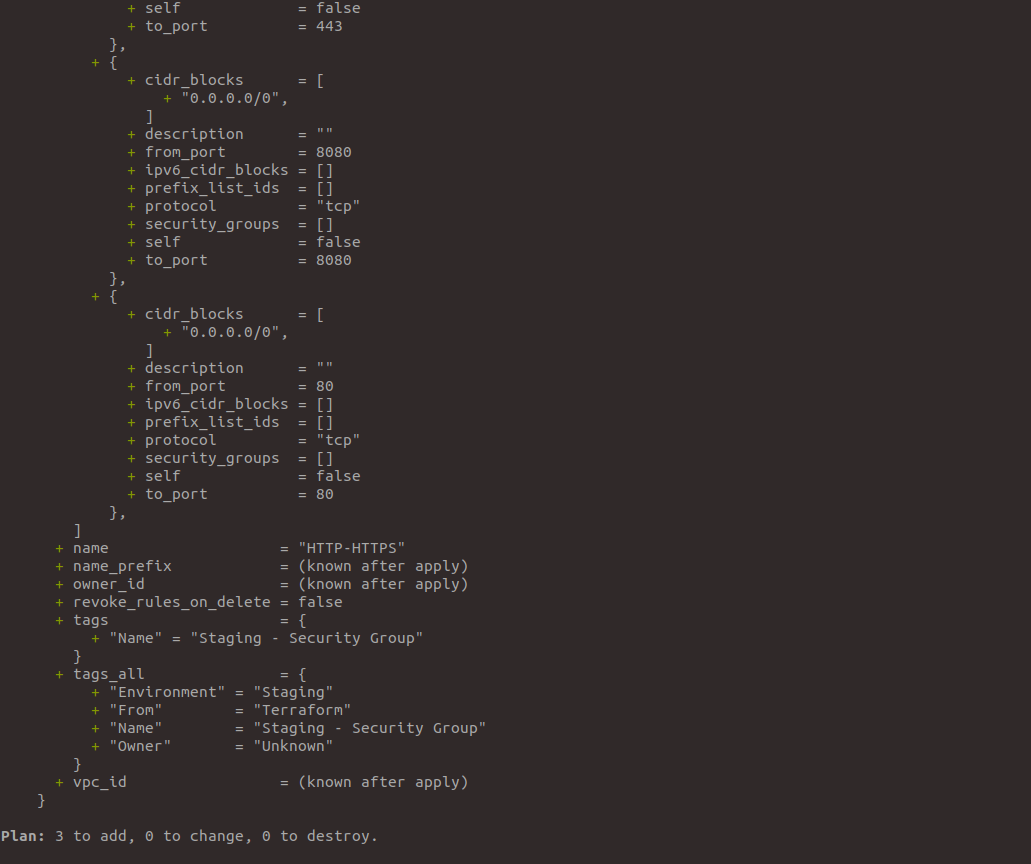 + self             = false
              + to_port          = 443
            },
          + {
              + cidr_blocks      = [
                  + "0.0.0.0/0",
                ]
              + description      = ""
              + from_port        = 8080
              + ipv6_cidr_blocks = []
              + prefix_list_ids  = []
              + protocol         = "tcp"
              + security_groups  = []
              + self             = false
              + to_port          = 8080
            },
          + {
              + cidr_blocks      = [
                  + "0.0.0.0/0",
                ]
              + description      = ""
              + from_port        = 80
              + ipv6_cidr_blocks = []
              + prefix_list_ids  = []
              + protocol         = "tcp"
              + security_groups  = []
              + self             = false
              + to_port          = 80
            },
        ]
      + name                   = "HTTP-HTTPS"
      + name_prefix            = (known after apply)
      + owner_id               = (known after apply)
      + revoke_rules_on_delete = false
      + tags                   = {
          + "Name" = "Staging - Security Group"
        }
      + tags_all               = {
          + "Environment" = "Staging"
          + "From"        = "Terraform"
          + "Name"        = "Staging - Security Group"
          + "Owner"       = "Unknown"
        }
      + vpc_id                 = (known after apply)
    }
Plan: 3 to add, 0 to change, 0 to destroy.